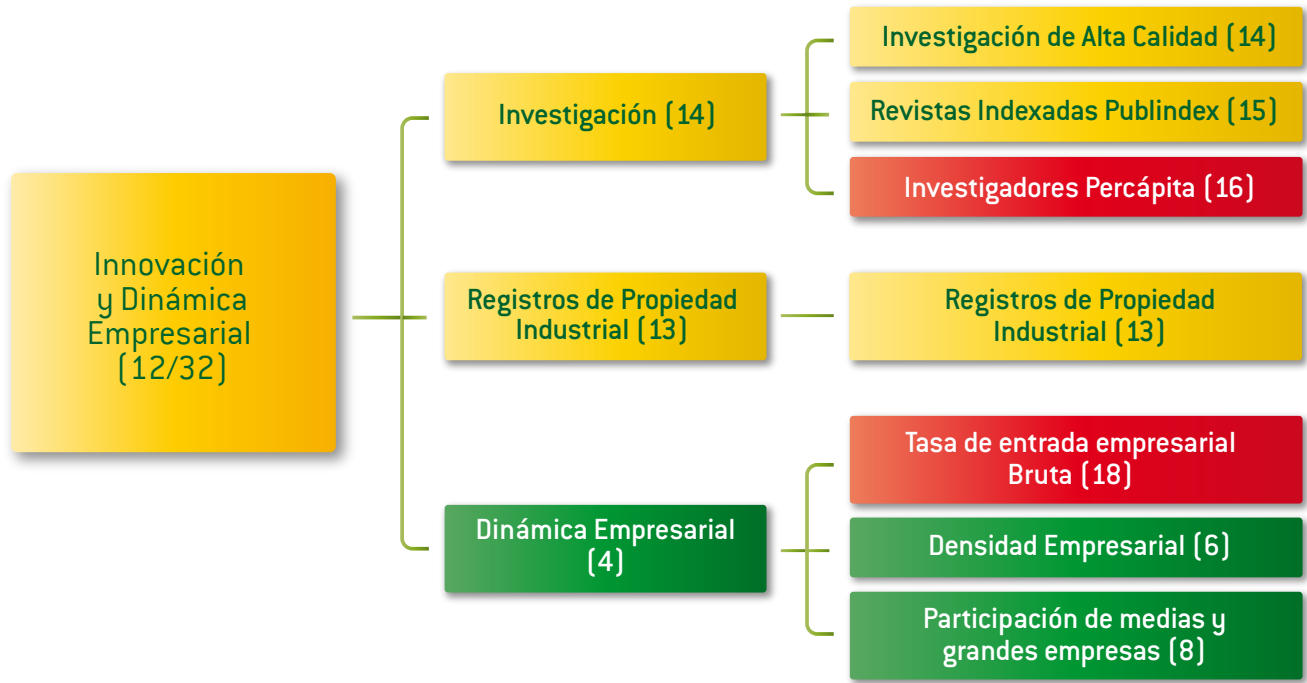 Innovación
y Dinámica
Empresarial
(12/32)
Investigación (14)
Investigación de Alta Calidad (14)
Revistas Indexadas Publindex (15)
Investigadores Percápita (16)
Registros de Propiedad
Industrial (13)
Registros de Propiedad
Industrial (13)
Dinámica Empresarial
(4)
Tasa de entrada empresarial
Bruta (18)
Densidad Empresarial (6)
Participación de medias y
grandes empresas (8)